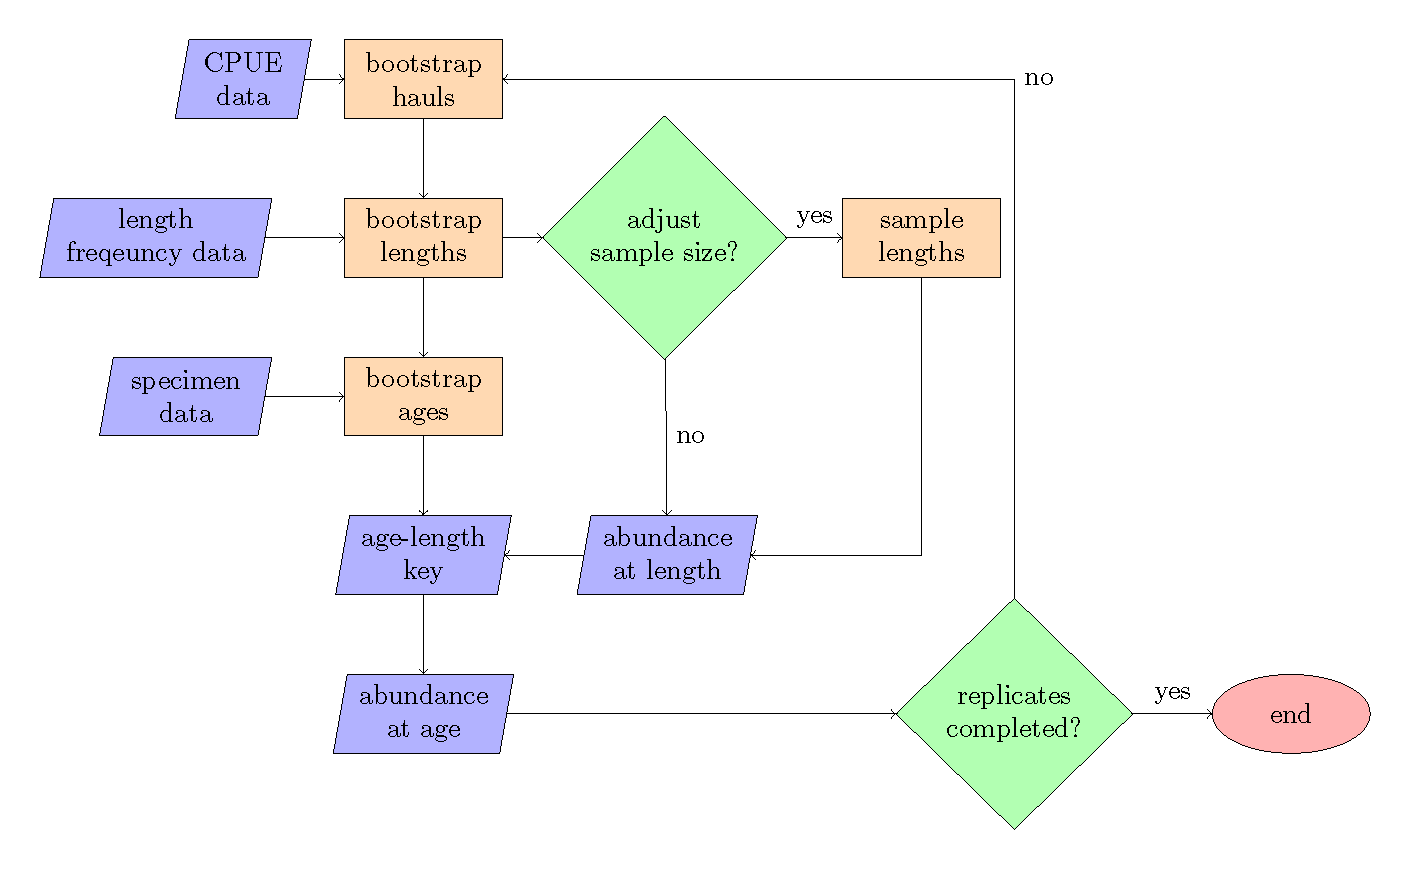 CPUE
data
bootstrap
hauls
no
length
freqeuncy data
bootstrap
lengths
adjust
sample size?
yes
sample
lengths
specimen
data
bootstrap
ages
no
age-length
key
abundance
at length
abundance
at age
replicates
completed?
yes
end